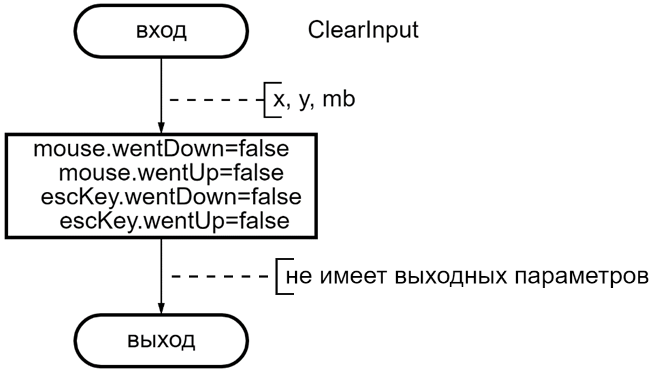 вход
ClearInput
x, y, mb
mouse.wentDown=false
mouse.wentUp=false
escKey.wentDown=false
escKey.wentUp=false
не имеет выходных параметров
выход